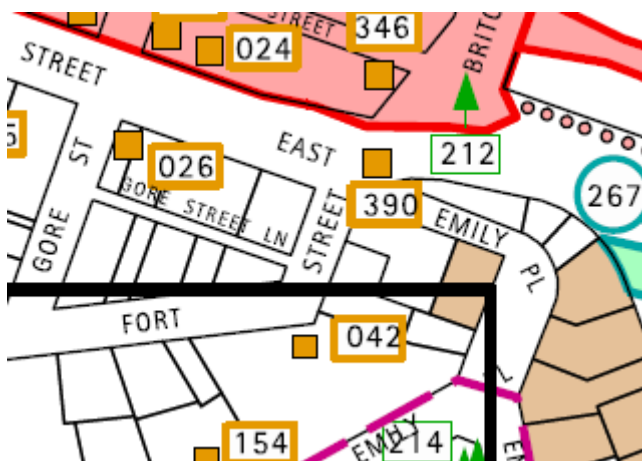 STREET
346
024
BRITO
STREET
5
ST
026
EAST
212
267
GORE STREET LN
390
EMILY
PL
GORE
STREET
FORT
042
154
EMILY
214